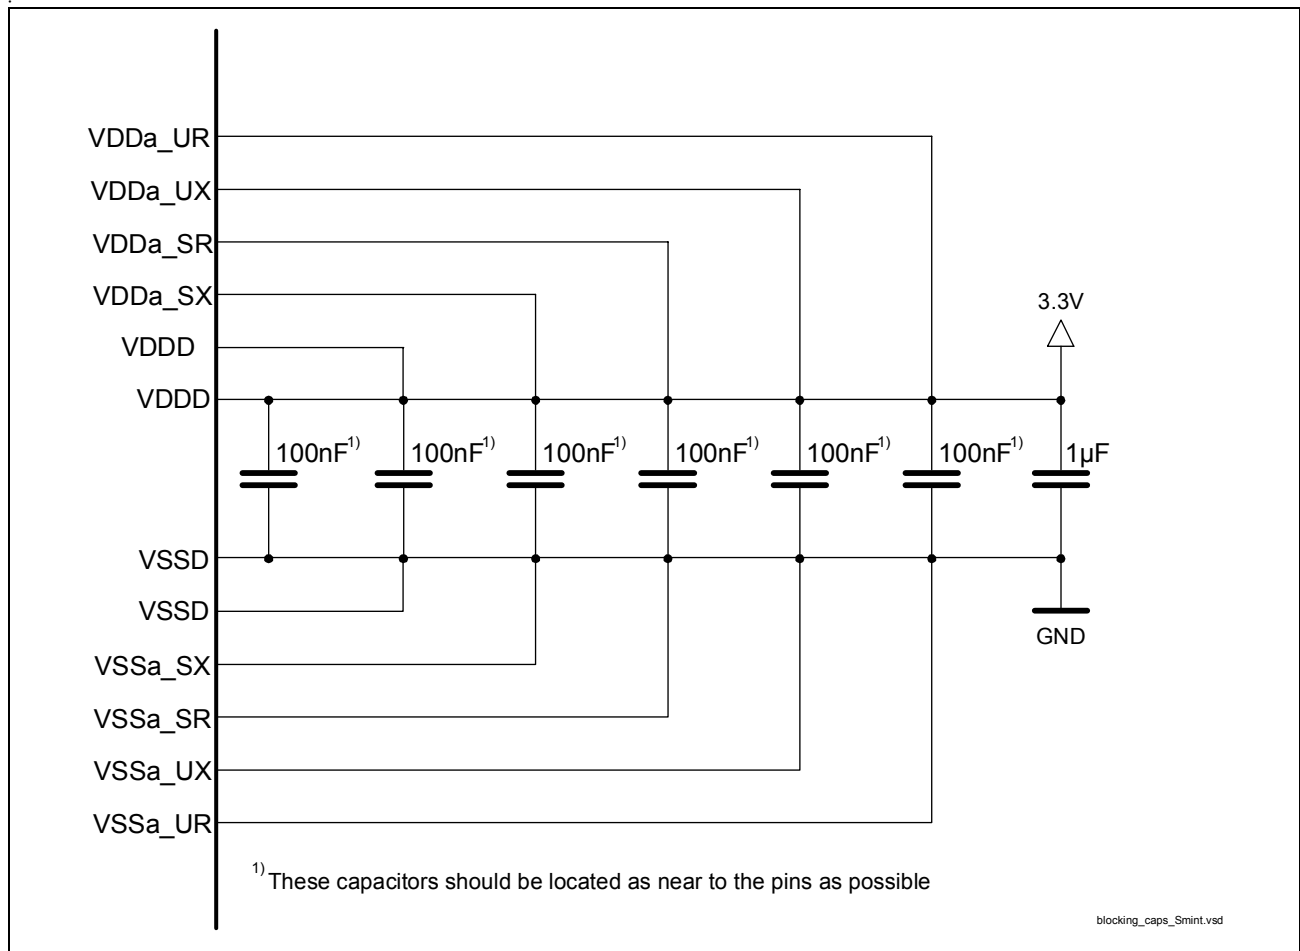 VDDa_UR
VDDa_UX
VDDa_SR
VDDa_SX
VDDD
VDDD
3.3V
100nF1)
100nF1)
100nF1)
100nF1)
100nF1)
100nF1)
1µF
VSSD
VSSD
VSSa_SX
VSSa_SR
VSSa_UX
VSSa_UR
GND
1) These capacitors should be located as near to the pins as possible
blocking_caps_Smint.vsd